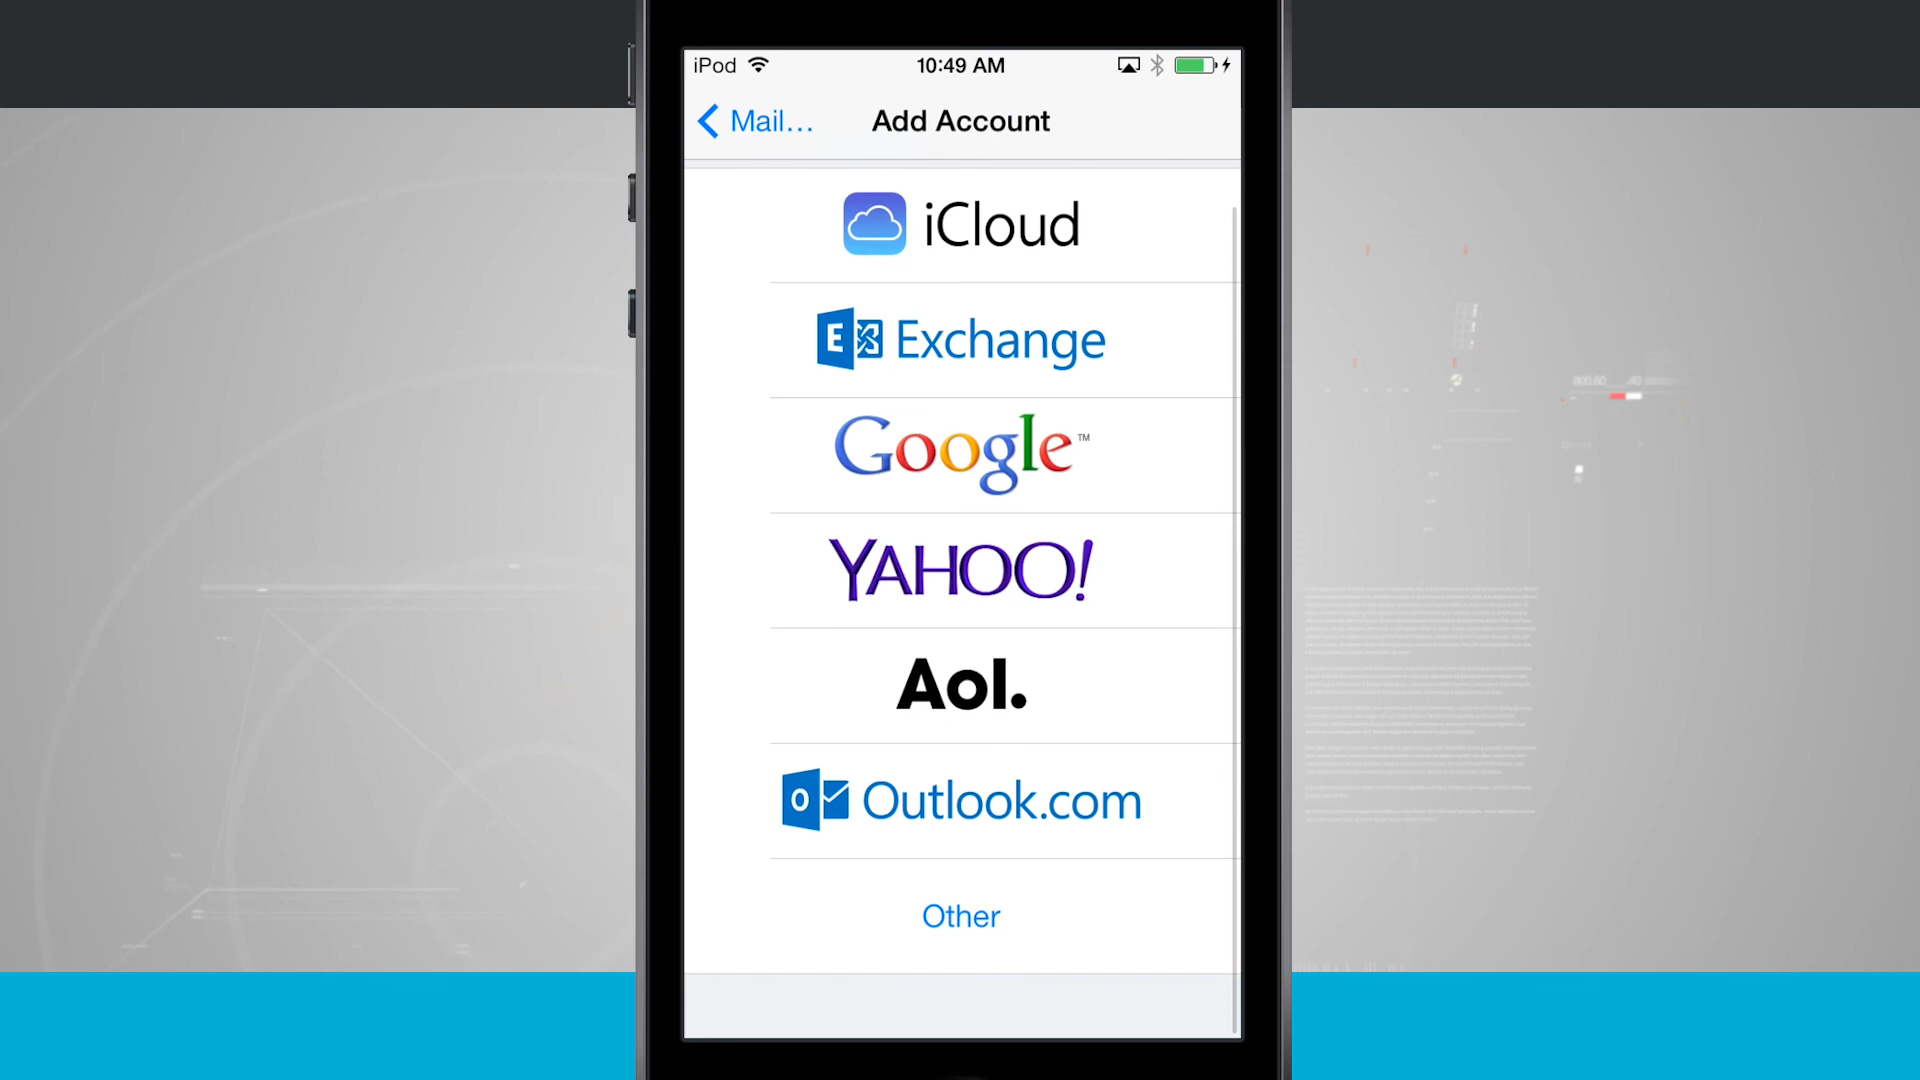 iPod 10:49 AM
Mail... Add Account
iCloud
E Exchange
Google™
YAHOO!
Aol.
O Outlook.com
Other